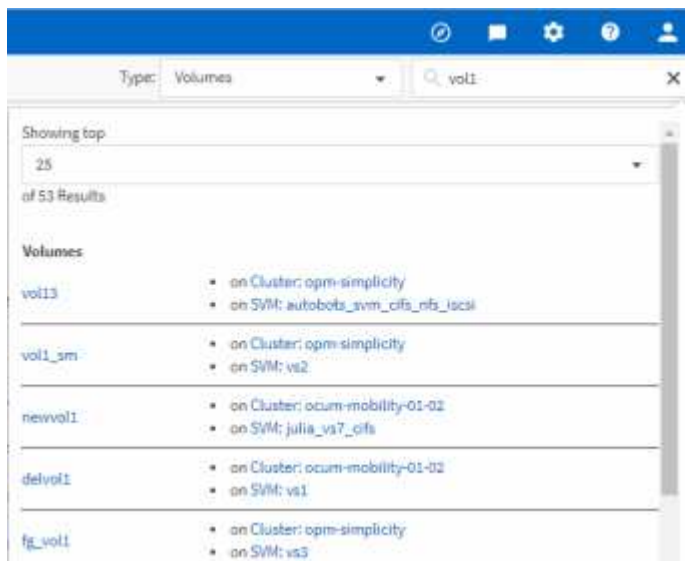 Type: Volumes vol1
Showing top
25
of 53 Results
Volumes
vol13
on Cluster: opm-simplicity
on SVM: autobots_svm_cifs_nfs_iscsi
vol1_sm
on Cluster: opm-simplicity
on SVM: vs2
newvol1
on Cluster: ocum-mobility-01-02
on SVM: julia_vs7_cifs
delvol1
on Cluster: ocum-mobility-01-02
on SVM: vs1
fg_vol1
on Cluster: opm-simplicity
on SVM: vs3